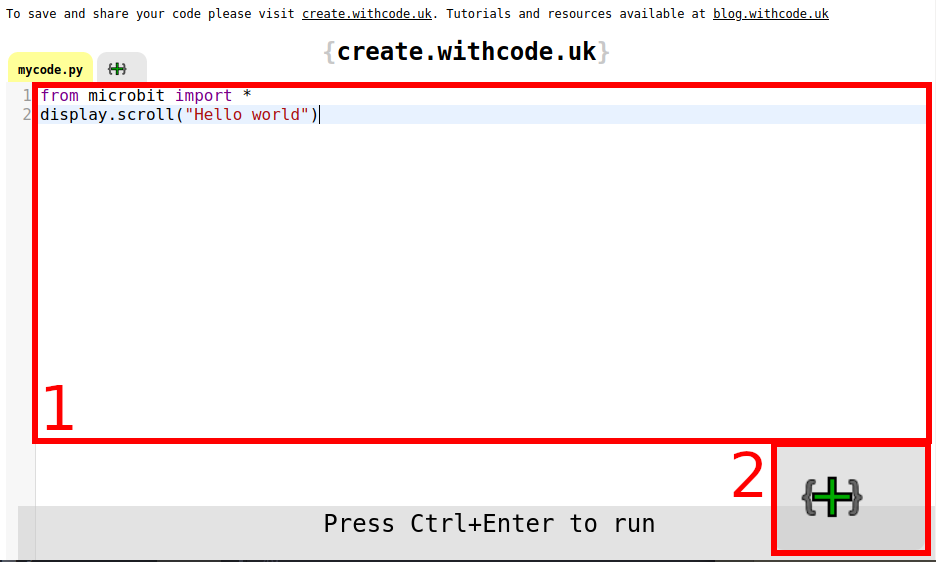 To save and share your code please visit create.withcode.uk. Tutorials and resources available at blog.withcode.uk
{create.withcode.uk}
mycode.py {+}
1 from microbit import *
2 display.scroll("Hello world")
1
2
{+}
Press Ctrl+Enter to run